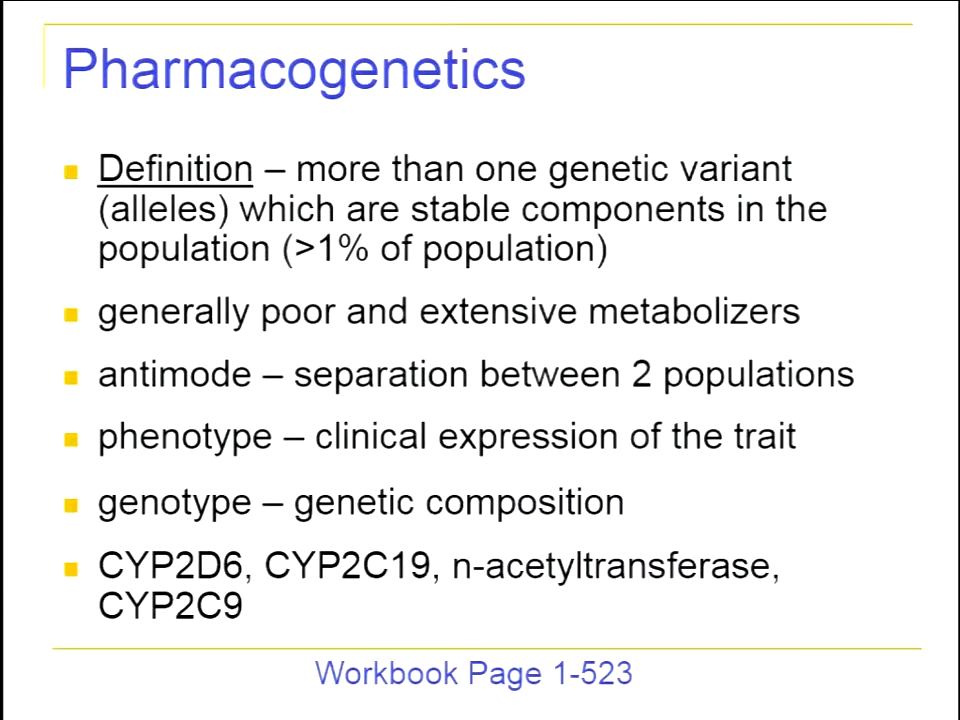 Pharmacogenetics
Definition – more than one genetic variant
(alleles) which are stable components in the
population (>1% of population)
generally poor and extensive metabolizers
antimode – separation between 2 populations
phenotype – clinical expression of the trait
genotype – genetic composition
CYP2D6, CYP2C19, n-acetyltransferase,
CYP2C9
Workbook Page 1-523